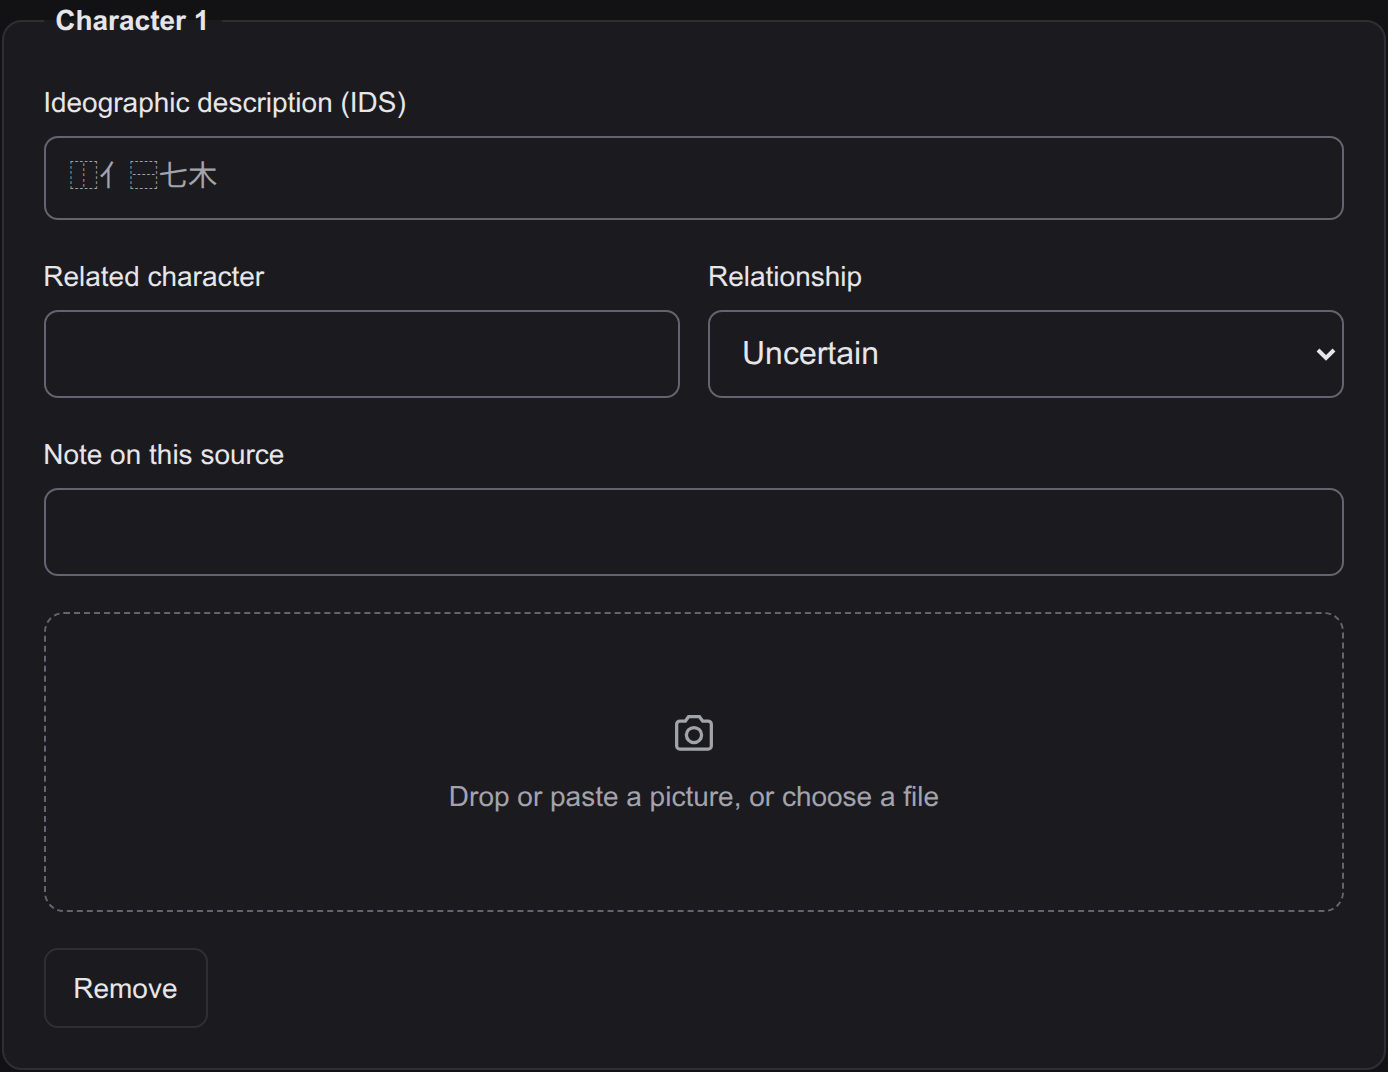 Character 1
Ideographic description (IDS)
⿰亻⿱七木
Related character
Relationship
Uncertain
Note on this source
Drop or paste a picture, or choose a file
Remove